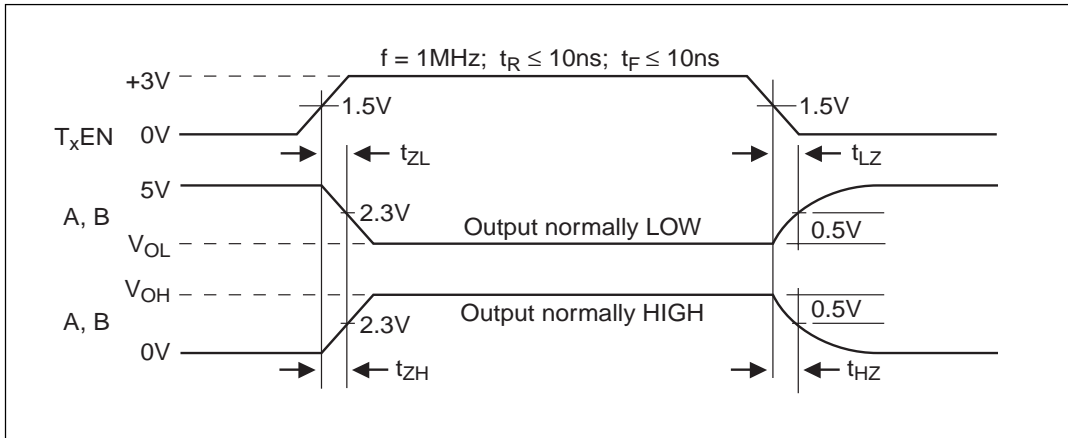 f = 1MHz; tR ≤ 10ns; tF ≤ 10ns
+3V
1.5V
1.5V
TxEN
0V
tZL
tLZ
5V
A, B
2.3V
0.5V
Output normally LOW
VOL
VOH
A, B
2.3V
Output normally HIGH
0.5V
0V
tZH
tHZ